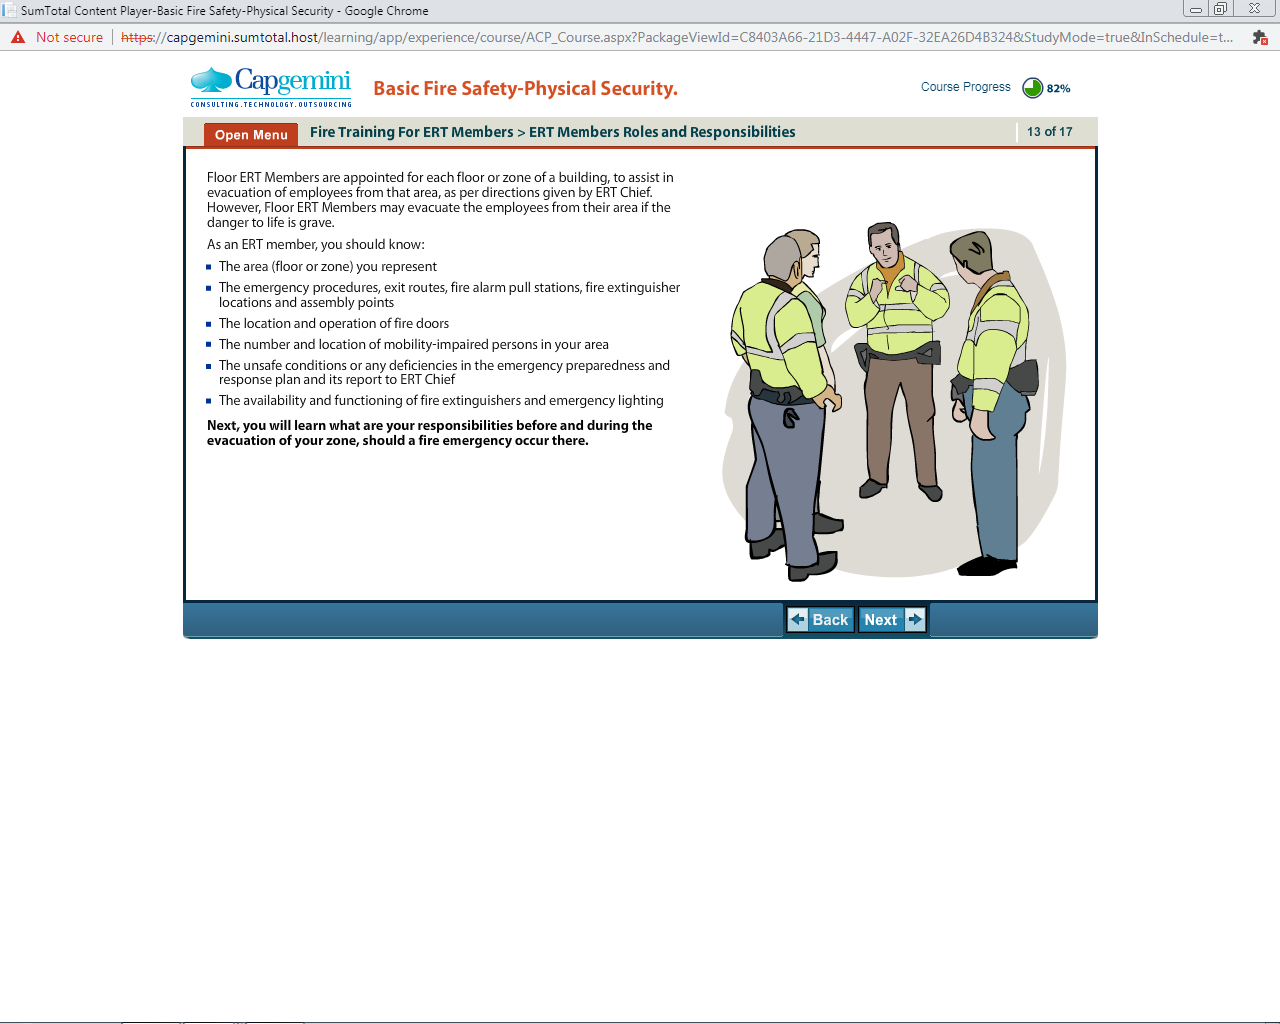 SumTotal Content Player-Basic Fire Safety-Physical Security - Google Chrome
Not secure | https://capgemini.sumtotal.host/learning/app/experience/course/ACP_Course.aspx?PackageViewId=C8403A66-21D3-4447-A02F-32EA26D4B324&StudyMode=true&InSchedule=t...
Capgemini
CONSULTING.TECHNOLOGY.OUTSOURCING
Basic Fire Safety-Physical Security.
Course Progress 82%
Open Menu
Fire Training For ERT Members > ERT Members Roles and Responsibilities
13 of 17
Floor ERT Members are appointed for each floor or zone of a building, to assist in
evacuation of employees from that area, as per directions given by ERT Chief.
However, Floor ERT Members may evacuate the employees from their area if the
danger to life is grave.
As an ERT member, you should know:
The area (floor or zone) you represent
The emergency procedures, exit routes, fire alarm pull stations, fire extinguisher
locations and assembly points
The location and operation of fire doors
The number and location of mobility-impaired persons in your area
The unsafe conditions or any deficiencies in the emergency preparedness and
response plan and its report to ERT Chief
The availability and functioning of fire extinguishers and emergency lighting
Next, you will learn what are your responsibilities before and during the
evacuation of your zone, should a fire emergency occur there.
Back
Next